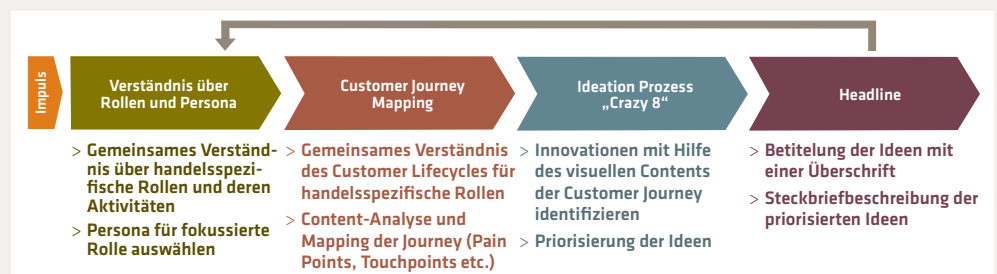 Impuls
Verständnis über
Rollen und Persona
Customer Journey
Mapping
Ideation Prozess
„Crazy 8“
Headline
> Gemeinsames Verständ-
nis über handelsspezi-
fische Rollen und deren
Aktivitäten
> Persona für fokussierte
Rolle auswählen
> Gemeinsames Verständnis
des Customer Lifecycles für
handelsspezifische Rollen
> Content-Analyse und
Mapping der Journey (Pain
Points, Touchpoints etc.)
> Innovationen mit Hilfe
des visuellen Contents
der Customer Journey
identifizieren
> Priorisierung der Ideen
> Betitelung der Ideen mit
einer Überschrift
> Steckbriefbeschreibung der
priorisierten Ideen